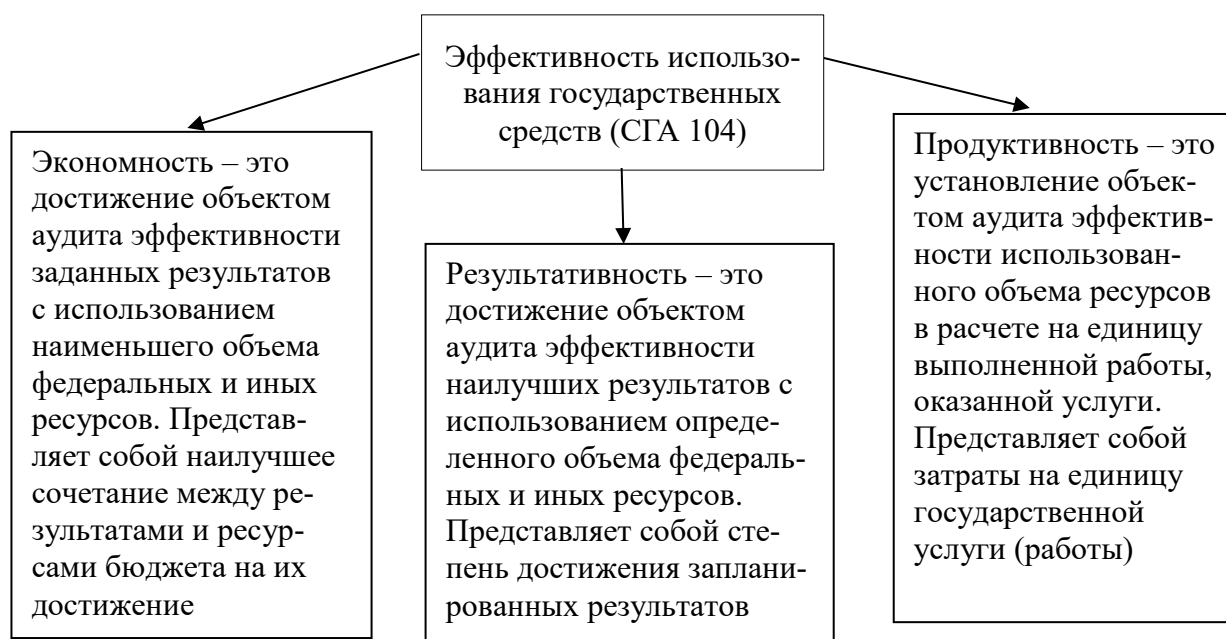 Эффективность использо-
вания государственных
средств (СГА 104)
Экономность – это
достижение объектом
аудита эффективности
заданных результатов
с использованием
наименьшего объема
федеральных и иных
ресурсов. Представ-
ляет собой наилучшее
сочетание между ре-
зультатами и ресур-
сами бюджета на их
достижение
Результативность – это
достижение объектом
аудита эффективности
наилучших результатов с
использованием опреде-
ленного объема федераль-
ных и иных ресурсов.
Представляет собой сте-
пень достижения заплани-
рованных результатов
Продуктивность – это
установление объек-
том аудита эффектив-
ности использован-
ного объема ресурсов
в расчете на единицу
выполненной работы,
оказанной услуги.
Представляет собой
затраты на единицу
государственной
услуги (работы)